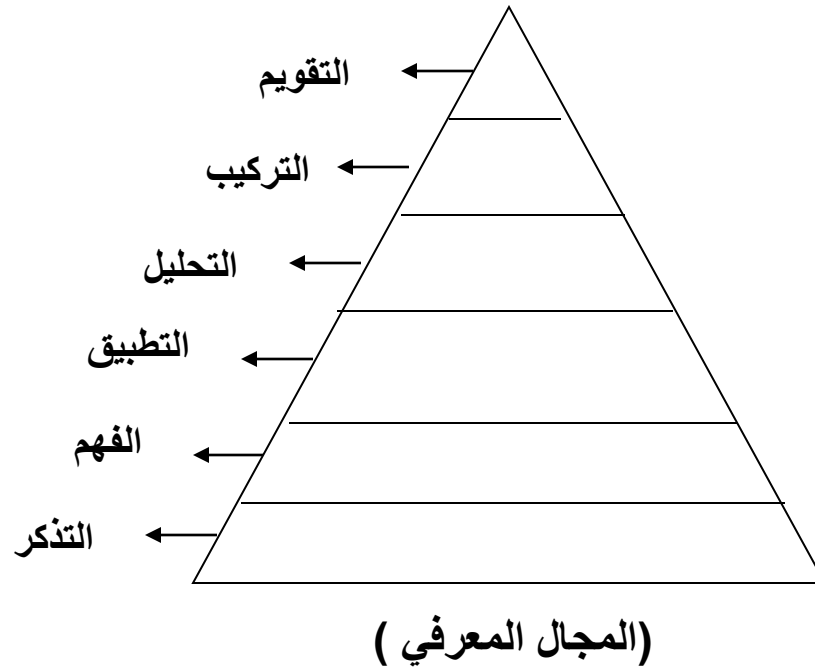 التقويم
التركيب
التحليل
التطبيق
الفهم
التذكر
(المجال المعرفي )